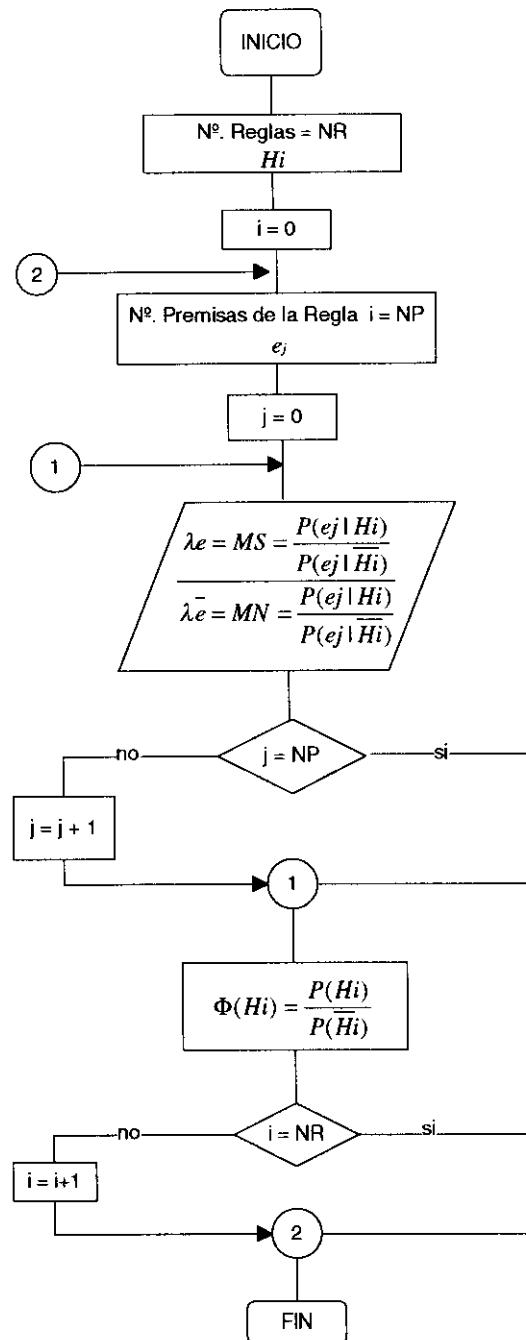 INICIO
Nº. Reglas = NR
Hi
i = 0
2
Nº. Premisas de la Regla i = NP
ej
j = 0
1
λe = MS = P(ej | Hi) / P(ej | H̅i̅)
λe̅ = MN = P(ej | Hi) / P(ej | H̅i̅)
no
j = NP
si
j = j + 1
1
Φ(Hi) = P(Hi) / P(H̅i̅)
no
i = NR
si
i = i+1
2
FIN